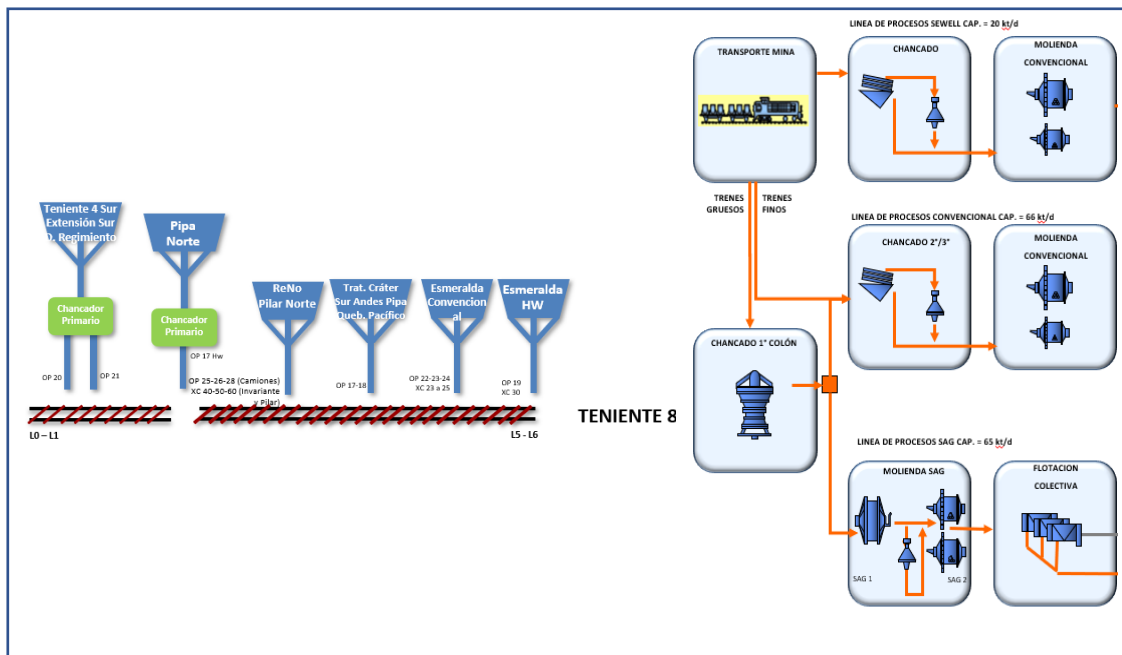 Teniente 4 Sur
Extensión Sur
Q. Regimiento
Chancador
Primario
OP 20
OP 21
Pipa
Norte
Chancador
Primario
OP 17 Hw
ReNo
Pilar Norte
OP 25-26-28 (Camiones)
XC 40-50-60 (Invariante
y Pilar)
Trat. Cráter
Sur Andes Pipa
Queb. Pacífico
OP 17-18
Esmeralda
Convencion
al
OP 22-23-24
XC 23 a 25
Esmeralda
HW
OP 19
XC 30
L0 – L1
L5 - L6
TENIENTE 8
TRANSPORTE MINA
TRENES
GRUESOS
TRENES
FINOS
CHANCADO 1° COLÓN
LINEA DE PROCESOS SEWELL CAP. = 20 kt/d
CHANCADO
MOLIENDA
CONVENCIONAL
LINEA DE PROCESOS CONVENCIONAL CAP. = 66 kt/d
CHANCADO 2°/3°
MOLIENDA
CONVENCIONAL
LINEA DE PROCESOS SAG CAP. = 65 kt/d
MOLIENDA SAG
SAG 1
SAG 2
FLOTACION
COLECTIVA